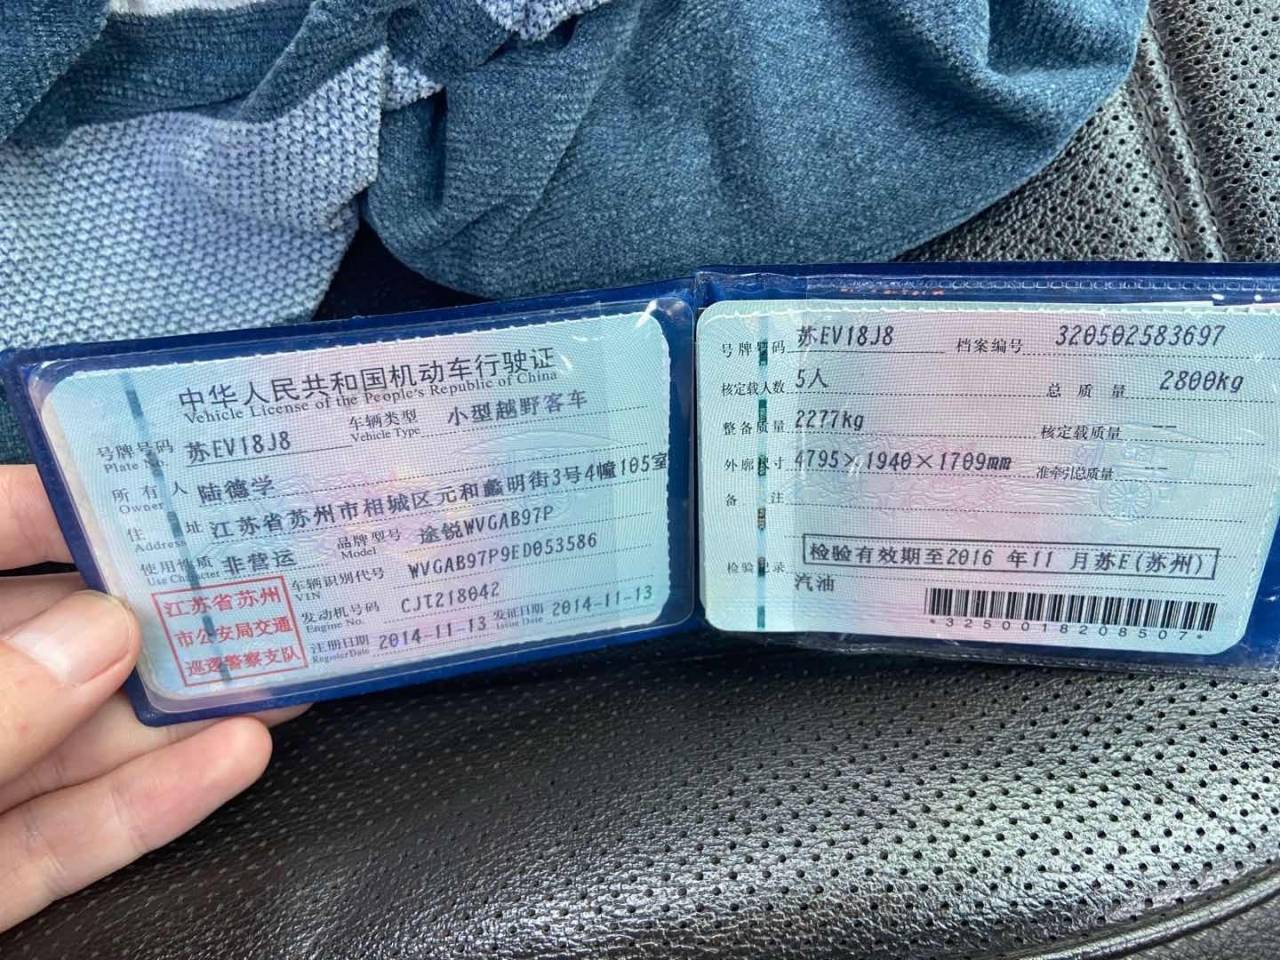 中华人民共和国机动车行驶证
Vehicle License of the People's Republic of China
号牌号码 Plate No. 苏EV18J8 车辆类型 Vehicle Type 小型越野客车
所有人 Owner 陆德学
住址 Address 江苏省苏州市相城区元和蠡明街3号4幢105室
使用性质 Use Character 非营运 品牌型号 Model 途锐WVGAB97P
车辆识别代号 VIN WVGAB97P9ED053586
发动机号码 Engine No. CJT218042
注册日期 Register Date 2014-11-13 发证日期 Issue Date 2014-11-13
江苏省苏州
市公安局交通
巡逻警察支队
号牌号码 苏EV18J8 档案编号 320502583697
核定载人数 5人 总质量 2800kg
整备质量 2277kg 核定载质量 --
外廓尺寸 4795×1940×1709mm 准牵引总质量 --
备注
检验记录 检验有效期至2016 年11 月苏E(苏州)
汽油
*3250018208507*